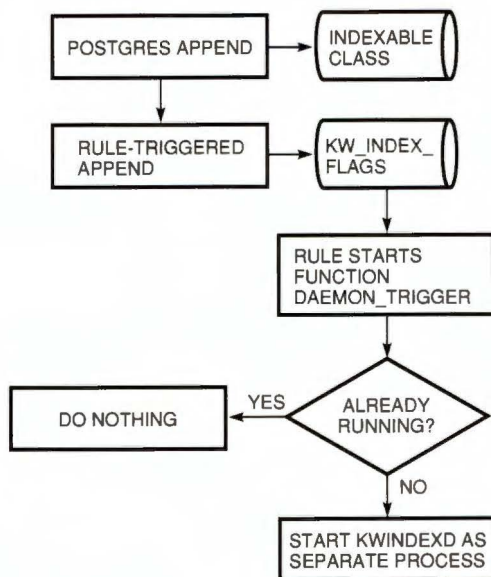 POSTGRES APPEND
INDEXABLE
CLASS
RULE-TRIGGERED
APPEND
KW_INDEX_
FLAGS
RULE STARTS
FUNCTION
DAEMON_TRIGGER
ALREADY
RUNNING?
YES
DO NOTHING
NO
START KWINDEXD AS
SEPARATE PROCESS